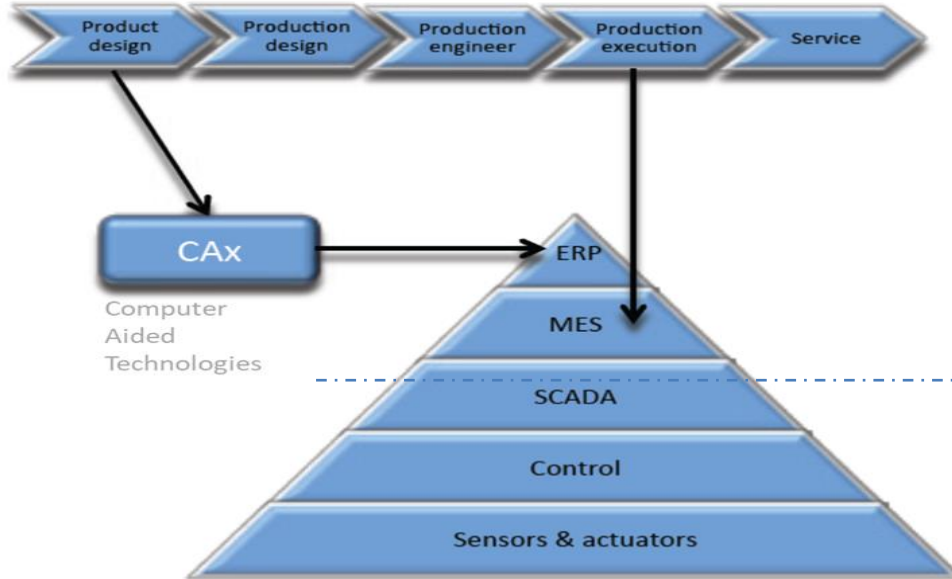 Product
design
Production
design
Production
engineer
Production
execution
Service
CAx
Computer
Aided
Technologies
ERP
MES
SCADA
Control
Sensors & actuators